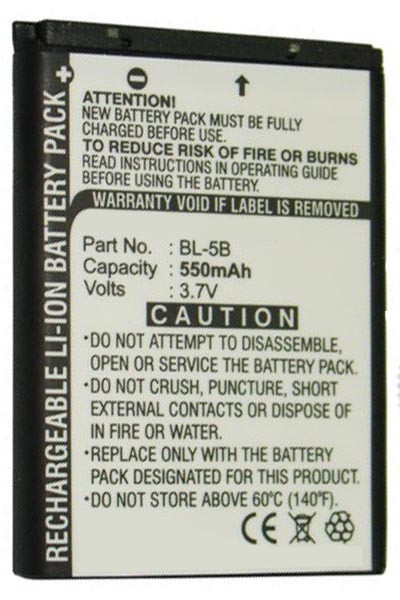 ATTENTION!
NEW BATTERY PACK MUST BE FULLY
CHARGED BEFORE USE.
TO REDUCE RISK OF FIRE OR BURNS
READ INSTRUCTIONS IN OPERATING GUIDE
BEFORE USING THE BATTERY.
WARRANTY VOID IF LABEL IS REMOVED
Part No. : BL-5B
Capacity : 550mAh
Volts : 3.7V
CAUTION
•DO NOT ATTEMPT TO DISASSEMBLE,
OPEN OR SERVICE THE BATTERY PACK.
•DO NOT CRUSH, PUNCTURE, SHORT
EXTERNAL CONTACTS OR DISPOSE OF
IN FIRE OR WATER.
•REPLACE ONLY WITH THE BATTERY
PACK DESIGNATED FOR THIS UNIT.
•DO NOT STORE ABOVE 60°C (140°F)
CE
RECHARGEABLE LI-ION BATTERY PACK